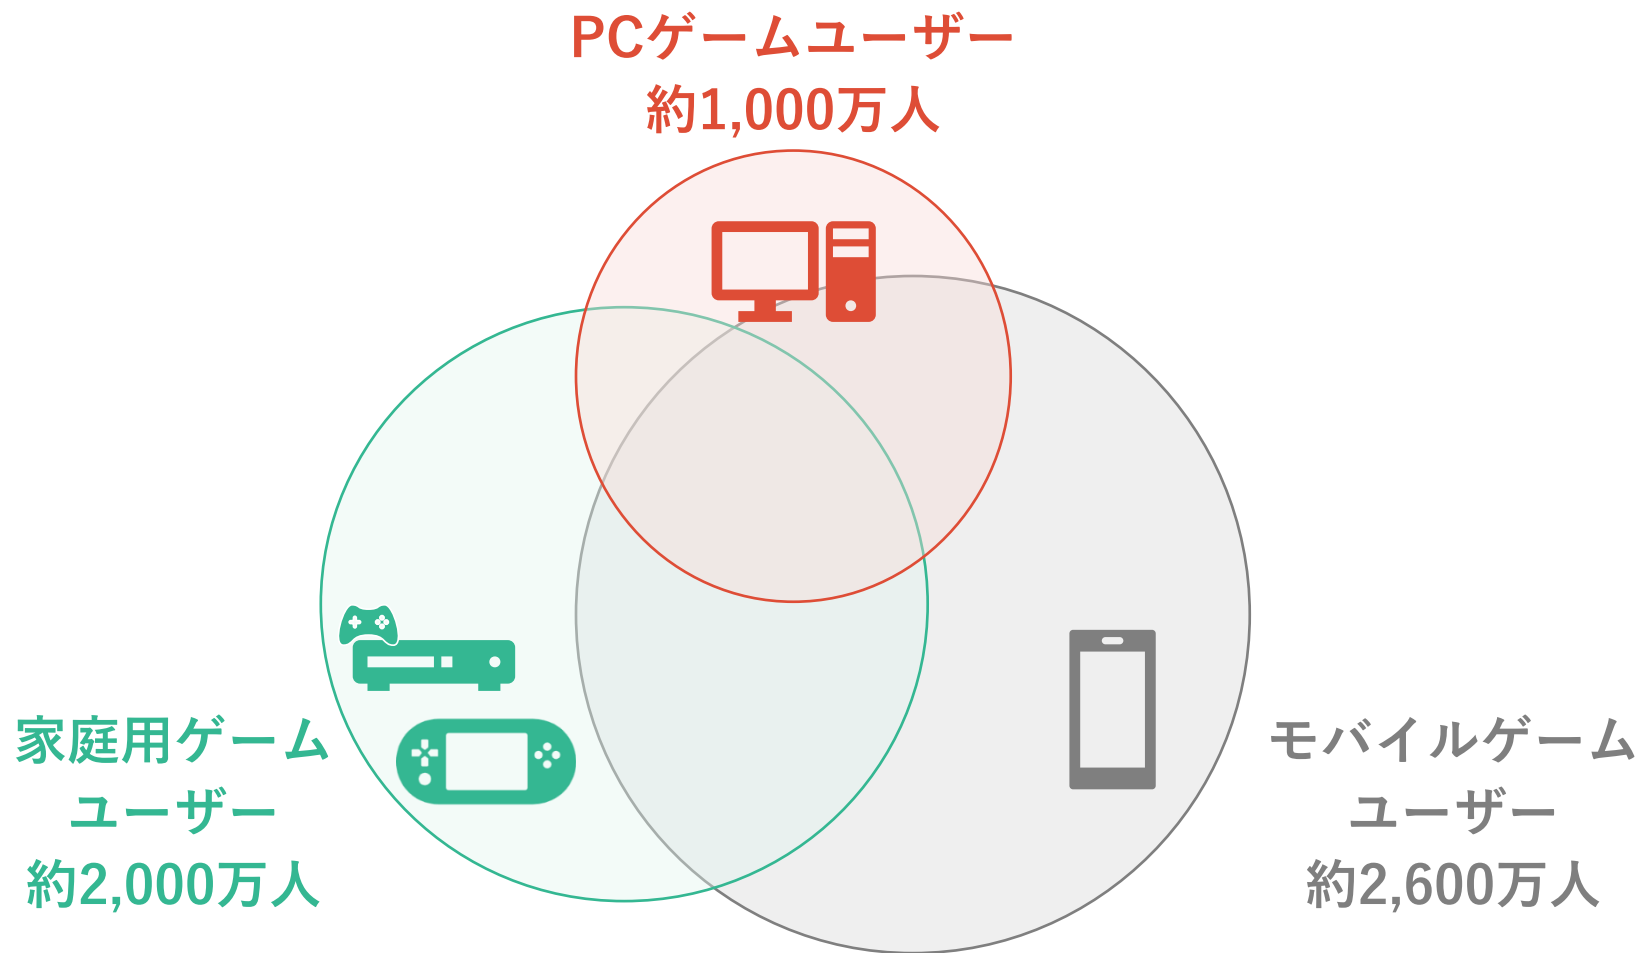 PCゲームユーザー
約1,000万人
家庭用ゲーム
ユーザー
約2,000万人
モバイルゲーム
ユーザー
約2,600万人